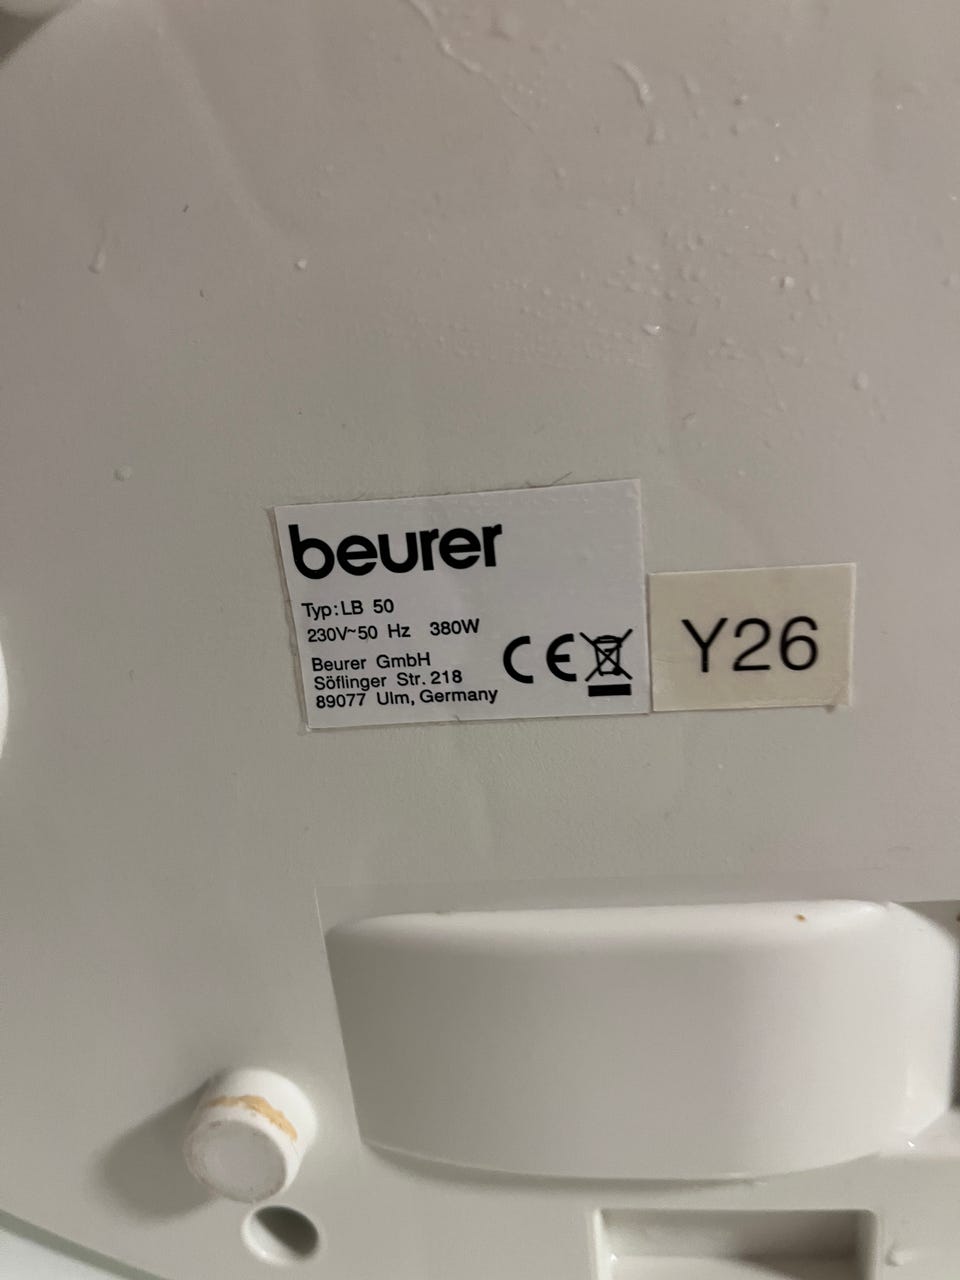 beurer
Typ:LB 50
230V~50 Hz 380W
Beurer GmbH
Söflinger Str. 218
89077 Ulm, Germany
CE
Y26